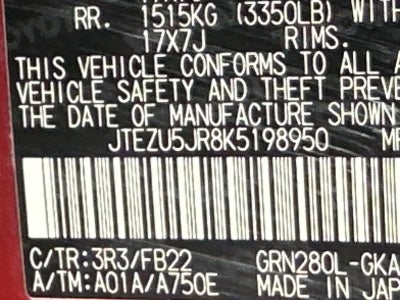 RR. 1515KG (3350LB) WITH
17X7J RIMS.
THIS VEHICLE CONFORMS TO ALL
VEHICLE SAFETY AND THEFT PREVE
THE DATE OF MANUFACTURE SHOWN
JTEZU5JR8K5198950 MP
C/TR:3R3/FB22 GRN280L-GKA
A/TM:A01A/A750E MADE IN JAP